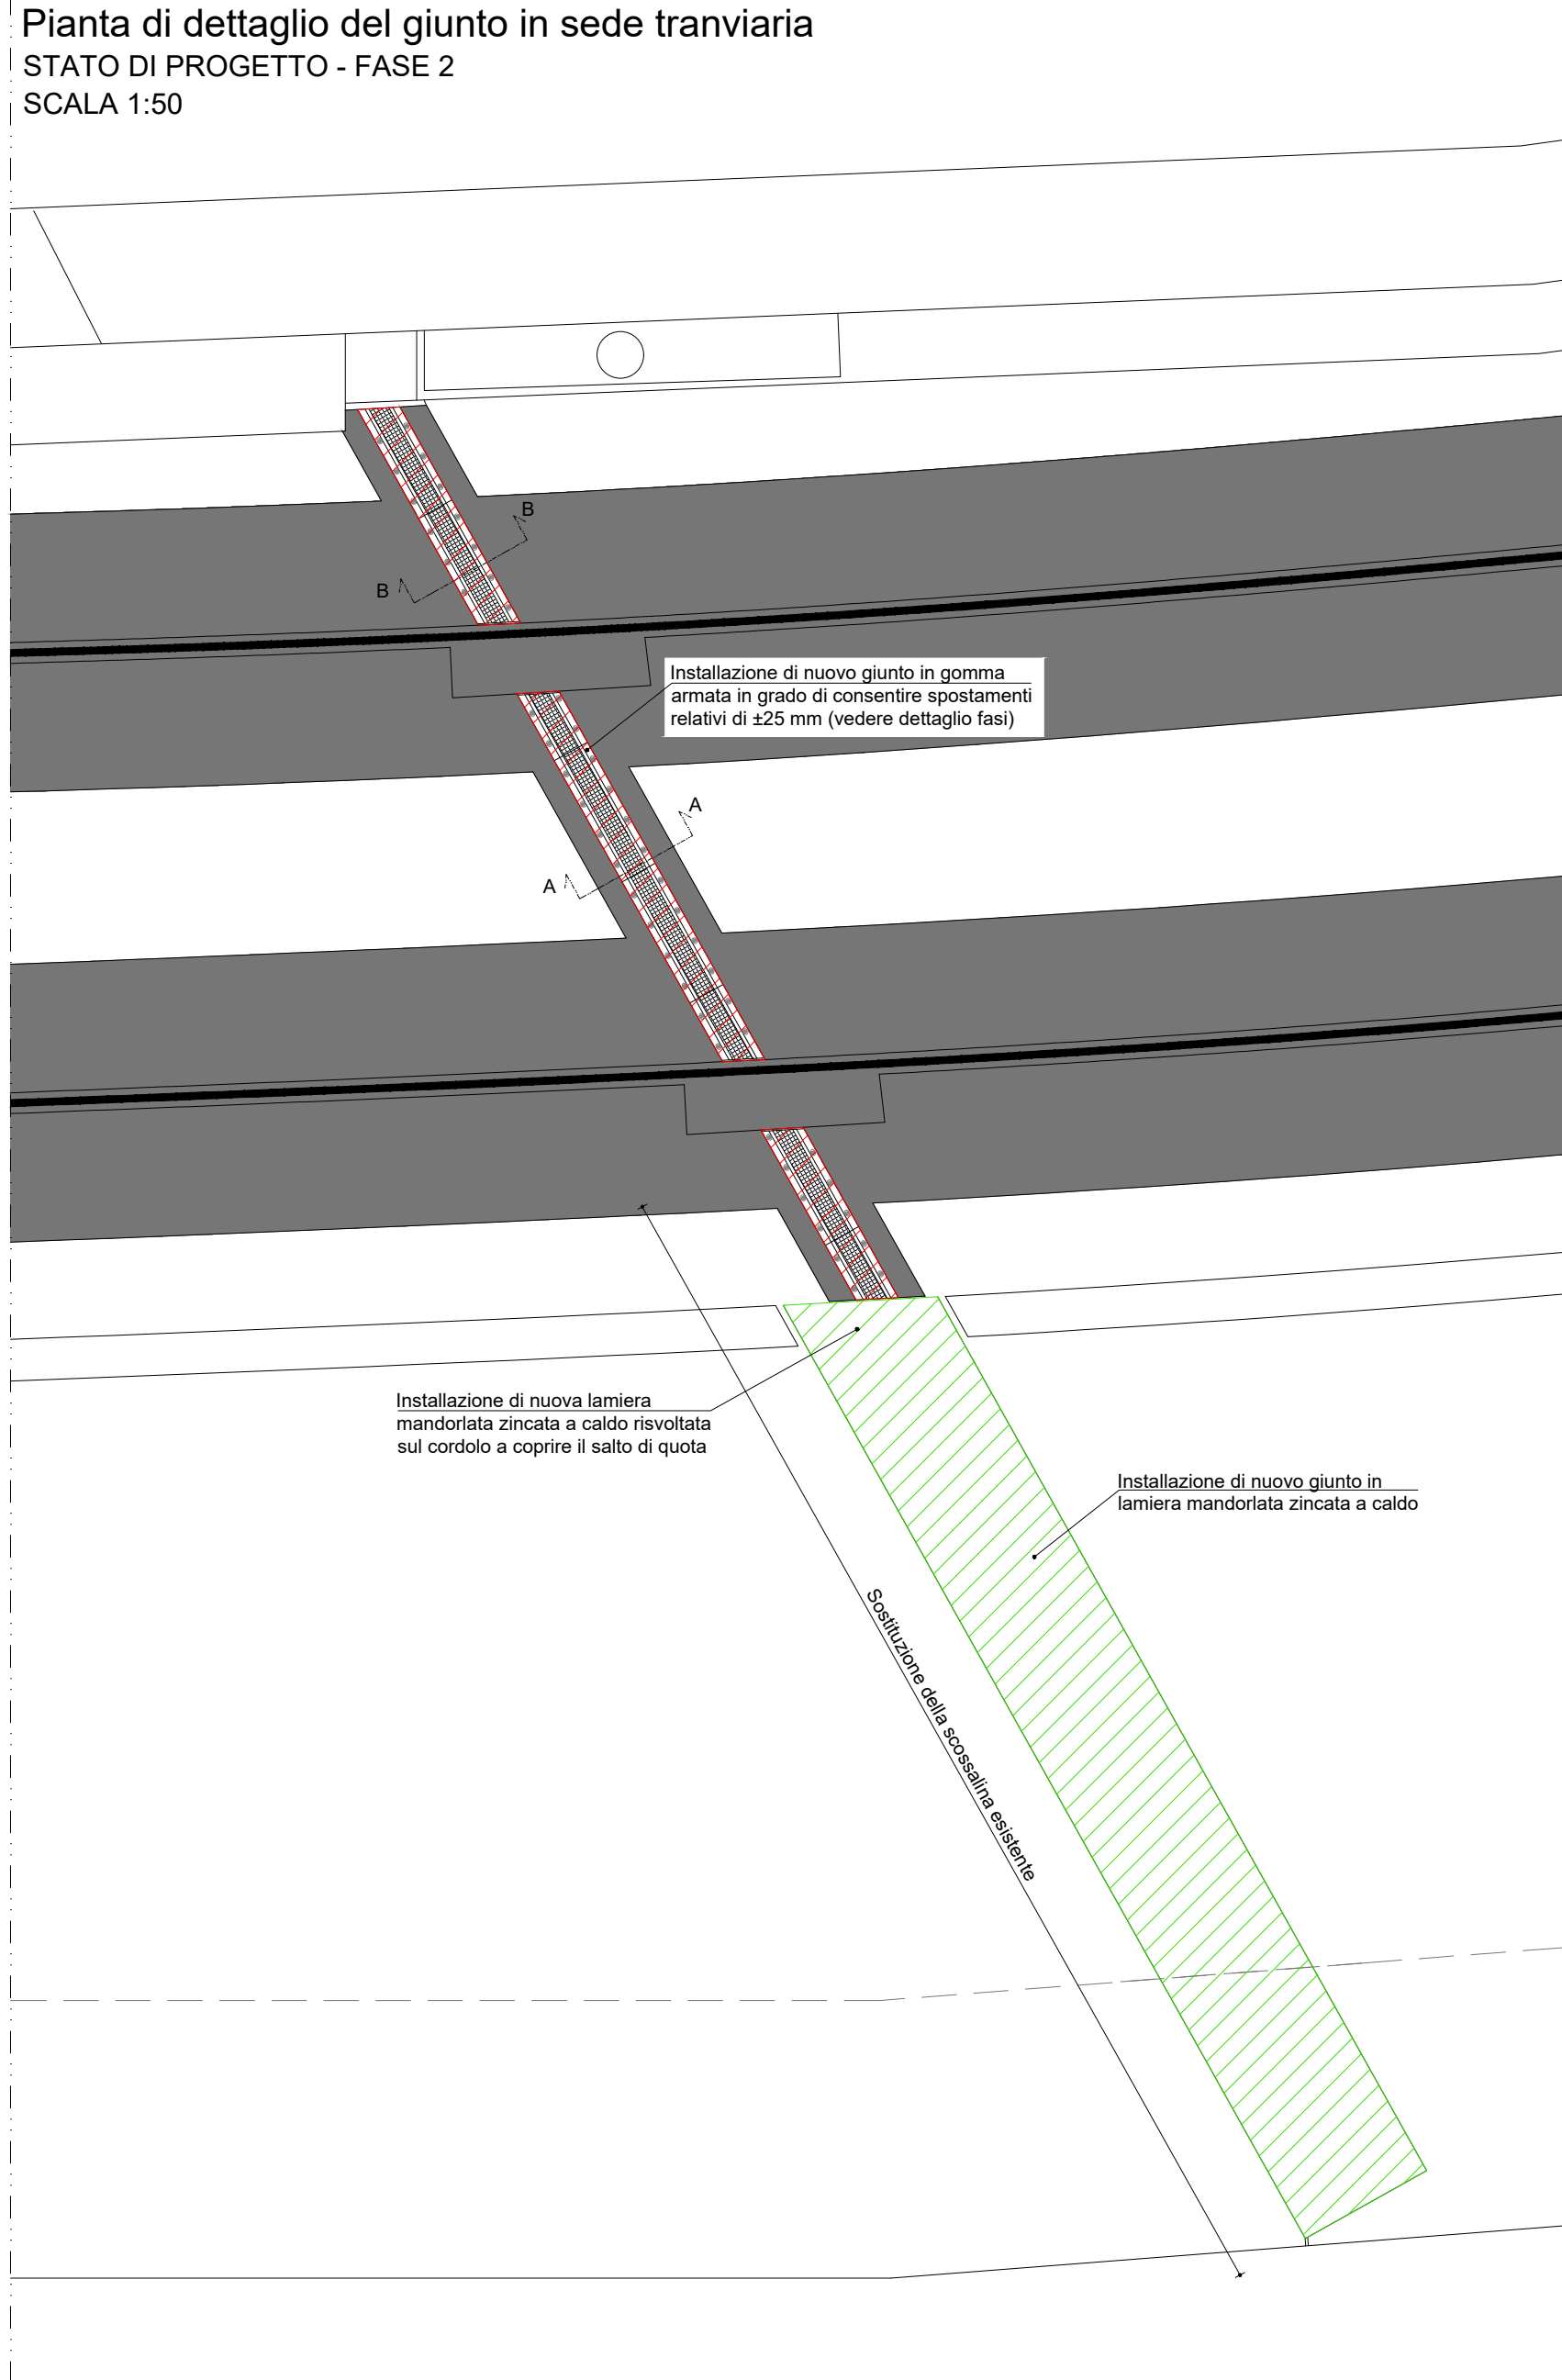 Pianta di dettaglio del giunto in sede tranviaria
STATO DI PROGETTO - FASE 2
SCALA 1:50
B
B
Installazione di nuovo giunto in gomma
armata in grado di consentire spostamenti
relativi di ±25 mm (vedere dettaglio fasi)
A
A
Installazione di nuova lamiera
mandorlata zincata a caldo risvoltata
sul cordolo a coprire il salto di quota
Installazione di nuovo giunto in
lamiera mandorlata zincata a caldo
Sostituzione della scossalina esistente